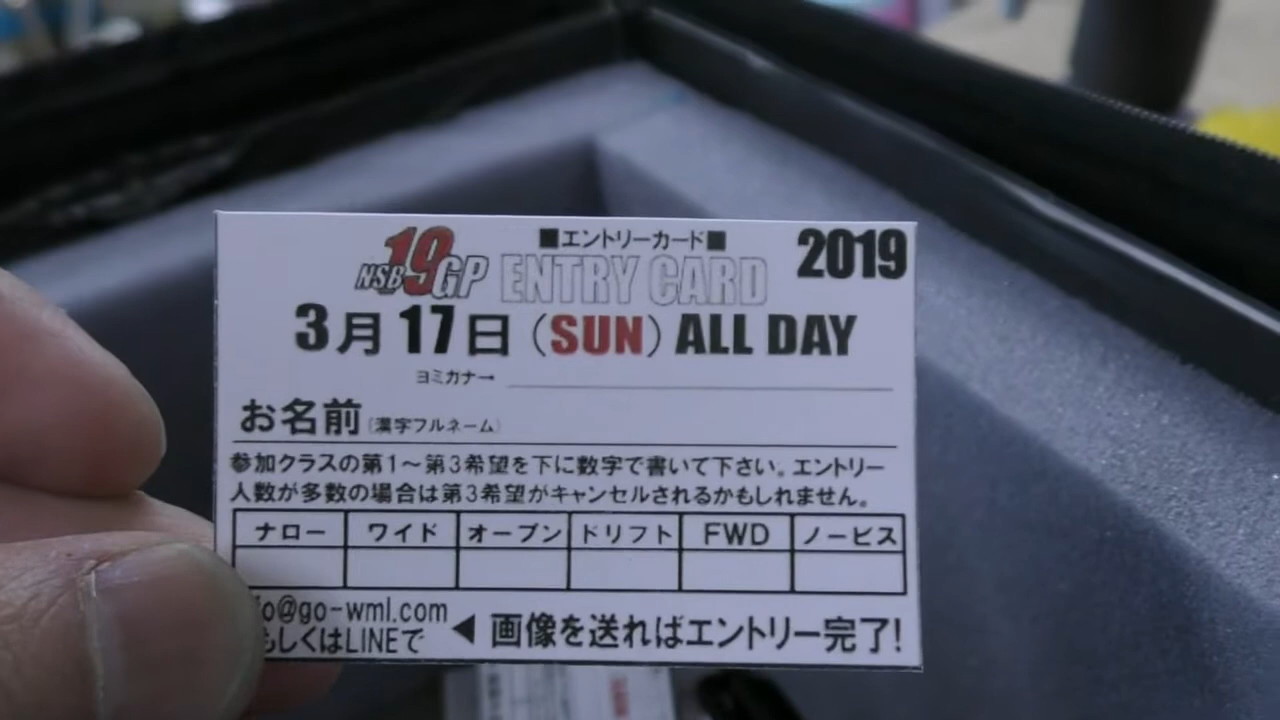 ■エントリーカード■
2019
NSB19GP ENTRY CARD
3月17日(SUN)ALL DAY
ヨミカナ→
お名前(漢字フルネーム)
参加クラスの第1～第3希望を下に数字で書いて下さい。エントリー
人数が多数の場合は第3希望がキャンセルされるかもしれません。
ナロー ワイド オープン ドリフト FWD ノービス
fo@go-wml.com
もしくはLINEで
◀画像を送ればエントリー完了!